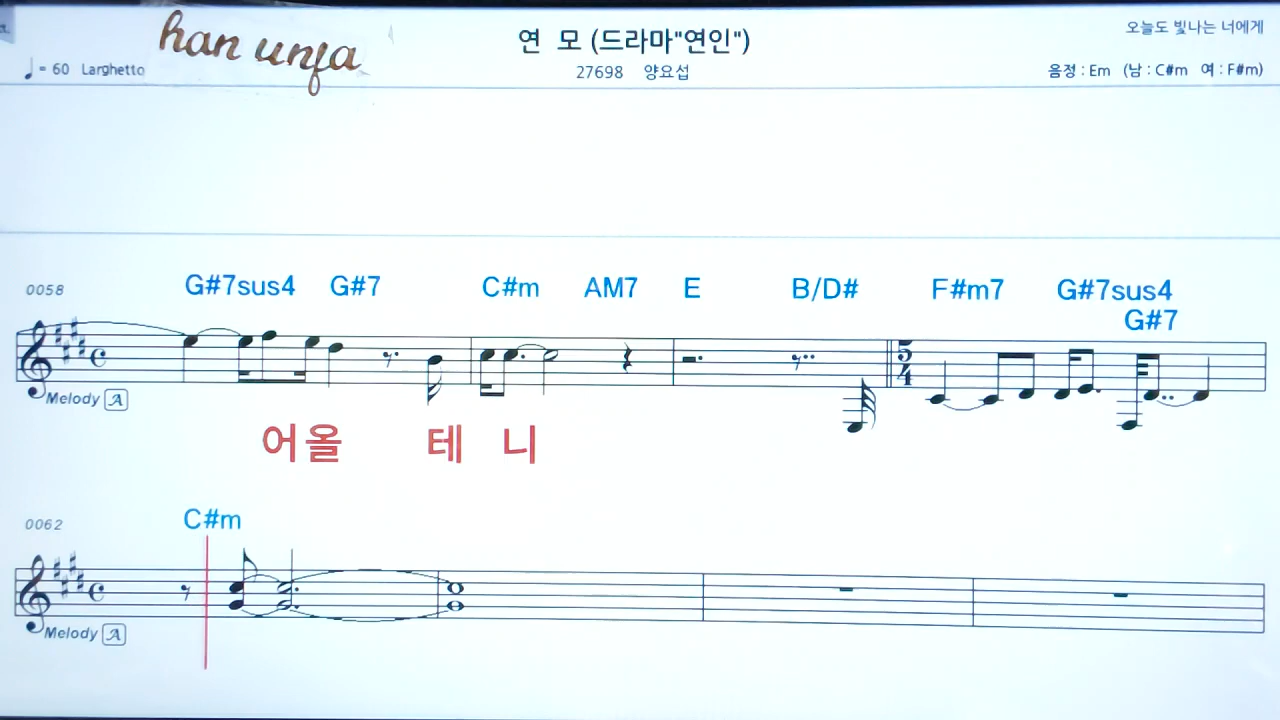 han unja
연 모 (드라마"연인")
오늘도 빛나는 너에게
♩= 60 Larghetto
27698 양요섭
음정 : Em (남 : C#m 여 : F#m)
0058 G#7sus4 G#7 C#m AM7 E B/D# F#m7 G#7sus4
G#7
5
4
Melody A
어올 테 니
0062 C#m
Melody A